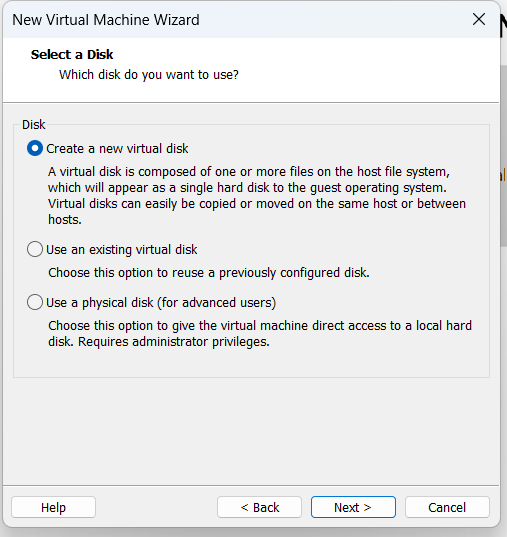 New Virtual Machine Wizard
Select a Disk
Which disk do you want to use?
Disk
Create a new virtual disk
A virtual disk is composed of one or more files on the host file system,
which will appear as a single hard disk to the guest operating system.
Virtual disks can easily be copied or moved on the same host or between
hosts.
Use an existing virtual disk
Choose this option to reuse a previously configured disk.
Use a physical disk (for advanced users)
Choose this option to give the virtual machine direct access to a local hard
disk. Requires administrator privileges.
Help
< Back
Next >
Cancel